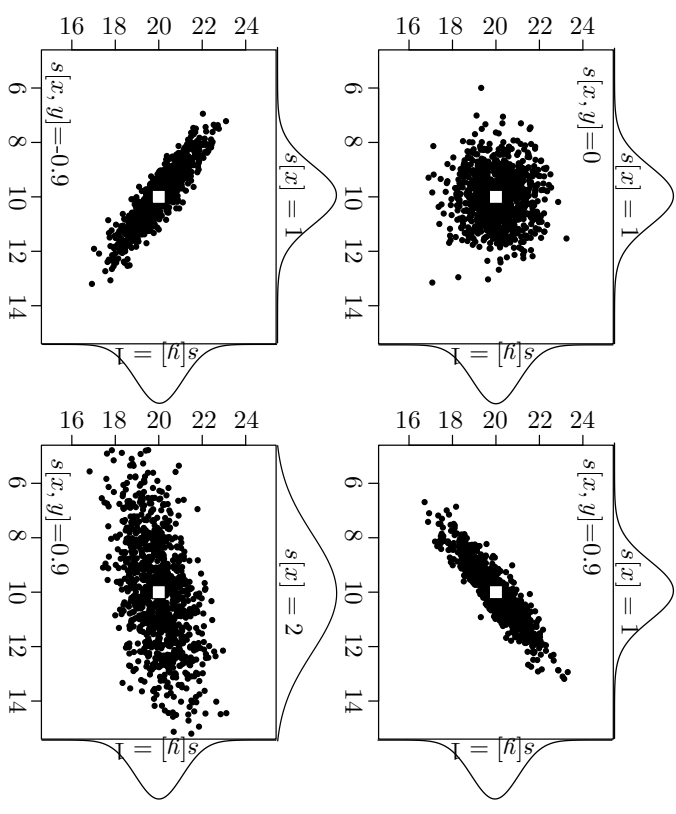 s[x] = 1
s[x, y]=0
s[y] = 1
16 18 20 22 24
6 8 10 12 14
s[x] = 1
s[x, y]=0.9
s[y] = 1
16 18 20 22 24
6 8 10 12 14
s[x] = 1
s[x, y]=-0.9
s[y] = 1
16 18 20 22 24
6 8 10 12 14
s[x] = 2
s[x, y]=0.9
s[y] = 1
16 18 20 22 24
6 8 10 12 14